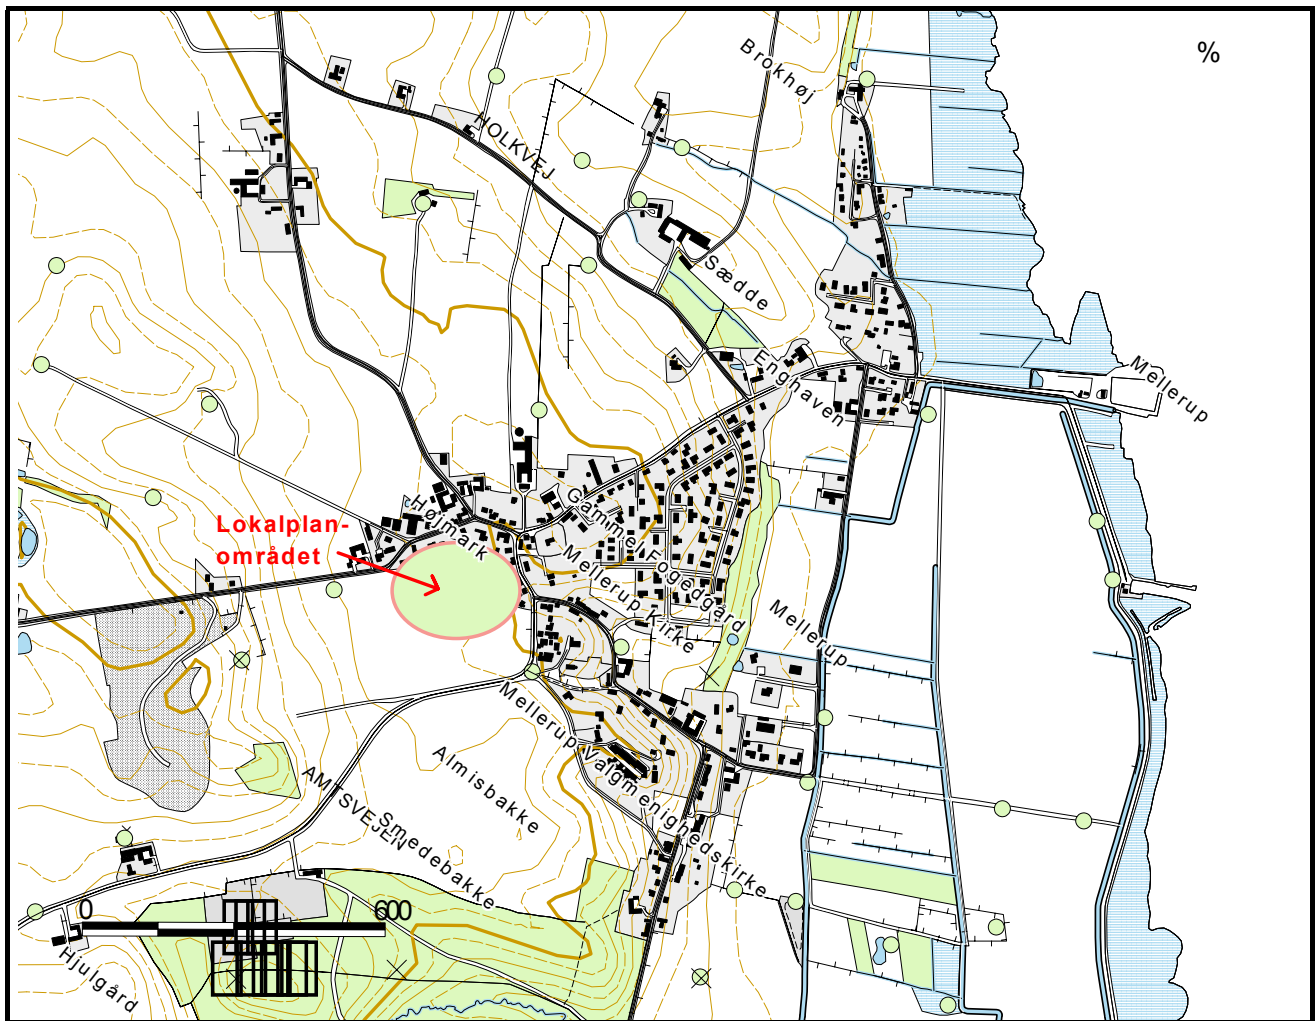 %
Brokhøj
HOLKVEJ
Sædde
Enghaven
Mellerup
Højmark
Gammel Fogedgård
Lokalplan-
området
Mellerup Kirke
Mellerup
Mellerup Valgmenighedskirke
Almisbakke
AMTSVEJEN
Smedebakke
0
600
Hjulgård